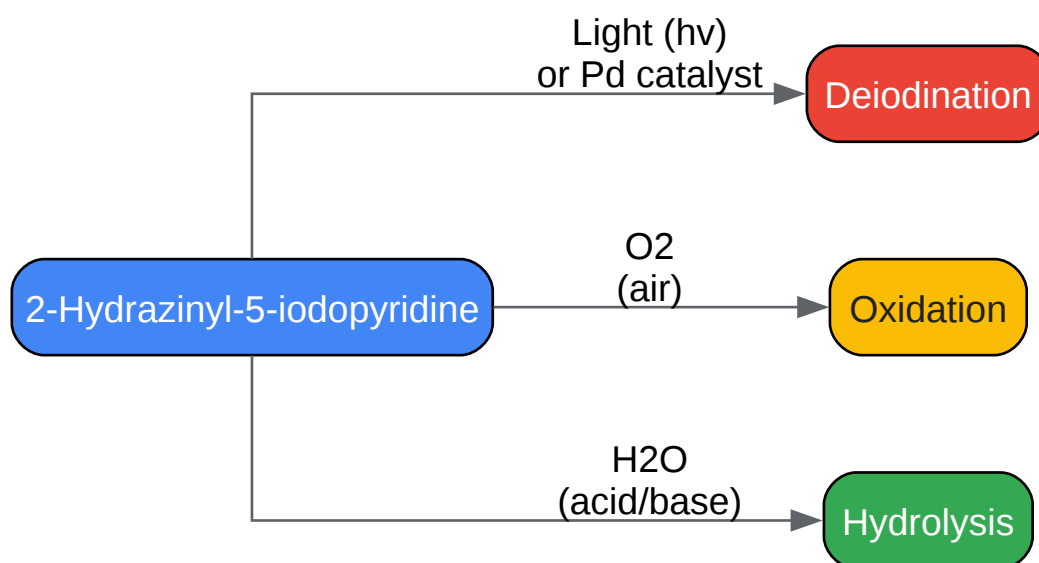 Light (hv)
or Pd catalyst
Deiodination
O2
(air)
2-Hydrazinyl-5-iodopyridine
Oxidation
H2O
(acid/base)
Hydrolysis